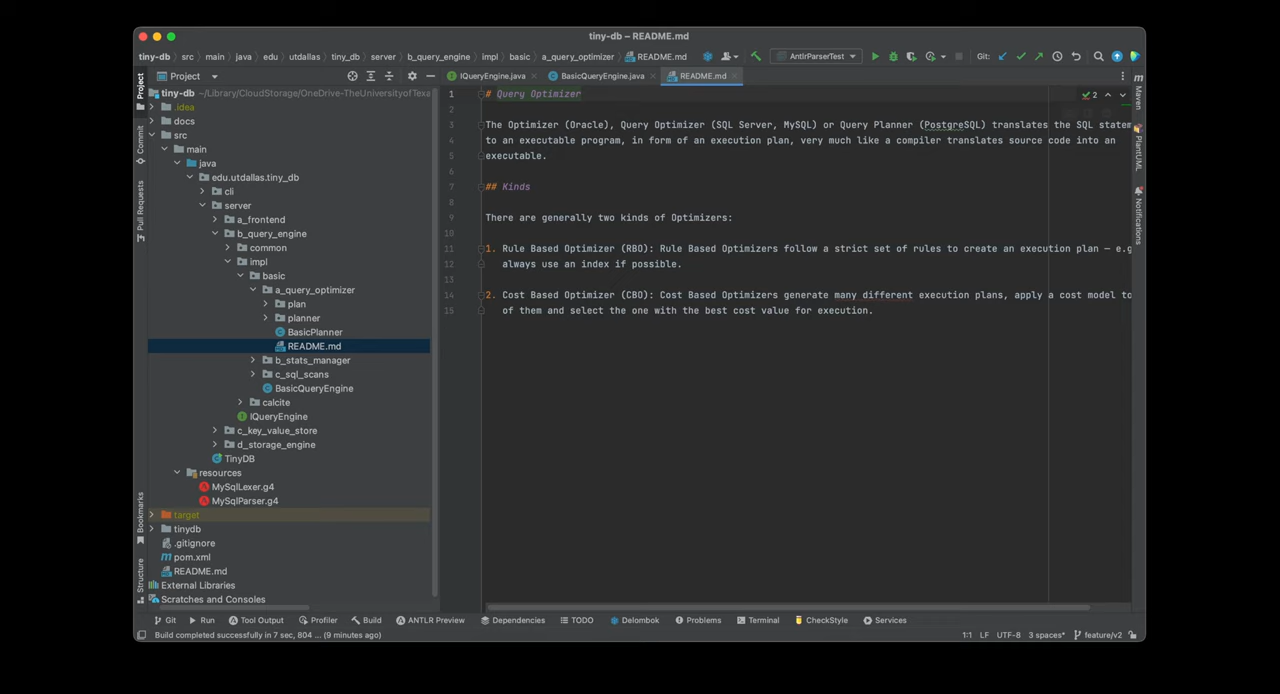 tiny-db – README.md
tiny-db src main java edu utdallas tiny_db server b_query_engine impl basic a_query_optimizer README.md AntlrParserTest Git:
Project IQueryEngine.java BasicQueryEngine.java README.md
Project
Commit
Pull Requests
Bookmarks
Structure
tiny-db ~/Library/CloudStorage/OneDrive-TheUniversityofTexa
.idea
docs
src
main
java
edu.utdallas.tiny_db
cli
server
a_frontend
b_query_engine
common
impl
basic
a_query_optimizer
plan
planner
BasicPlanner
README.md
b_stats_manager
c_sql_scans
BasicQueryEngine
calcite
IQueryEngine
c_key_value_store
d_storage_engine
TinyDB
resources
MySqlLexer.g4
MySqlParser.g4
target
tinydb
.gitignore
pom.xml
README.md
External Libraries
Scratches and Consoles
1 # Query Optimizer
2
3 The Optimizer (Oracle), Query Optimizer (SQL Server, MySQL) or Query Planner (PostgreSQL) translates the SQL statem
4 to an executable program, in form of an execution plan, very much like a compiler translates source code into an
5 executable.
6
7 ## Kinds
8
9 There are generally two kinds of Optimizers:
10
11 1. Rule Based Optimizer (RBO): Rule Based Optimizers follow a strict set of rules to create an execution plan – e.g
12 always use an index if possible.
13
14 2. Cost Based Optimizer (CBO): Cost Based Optimizers generate many different execution plans, apply a cost model to
15 of them and select the one with the best cost value for execution.
2
Maven
PlantUML
Notifications
Git Run Tool Output Profiler Build ANTLR Preview Dependencies TODO Delombok Problems Terminal CheckStyle Services
Build completed successfully in 7 sec, 804 ... (9 minutes ago) 1:1 LF UTF-8 3 spaces* feature/v2